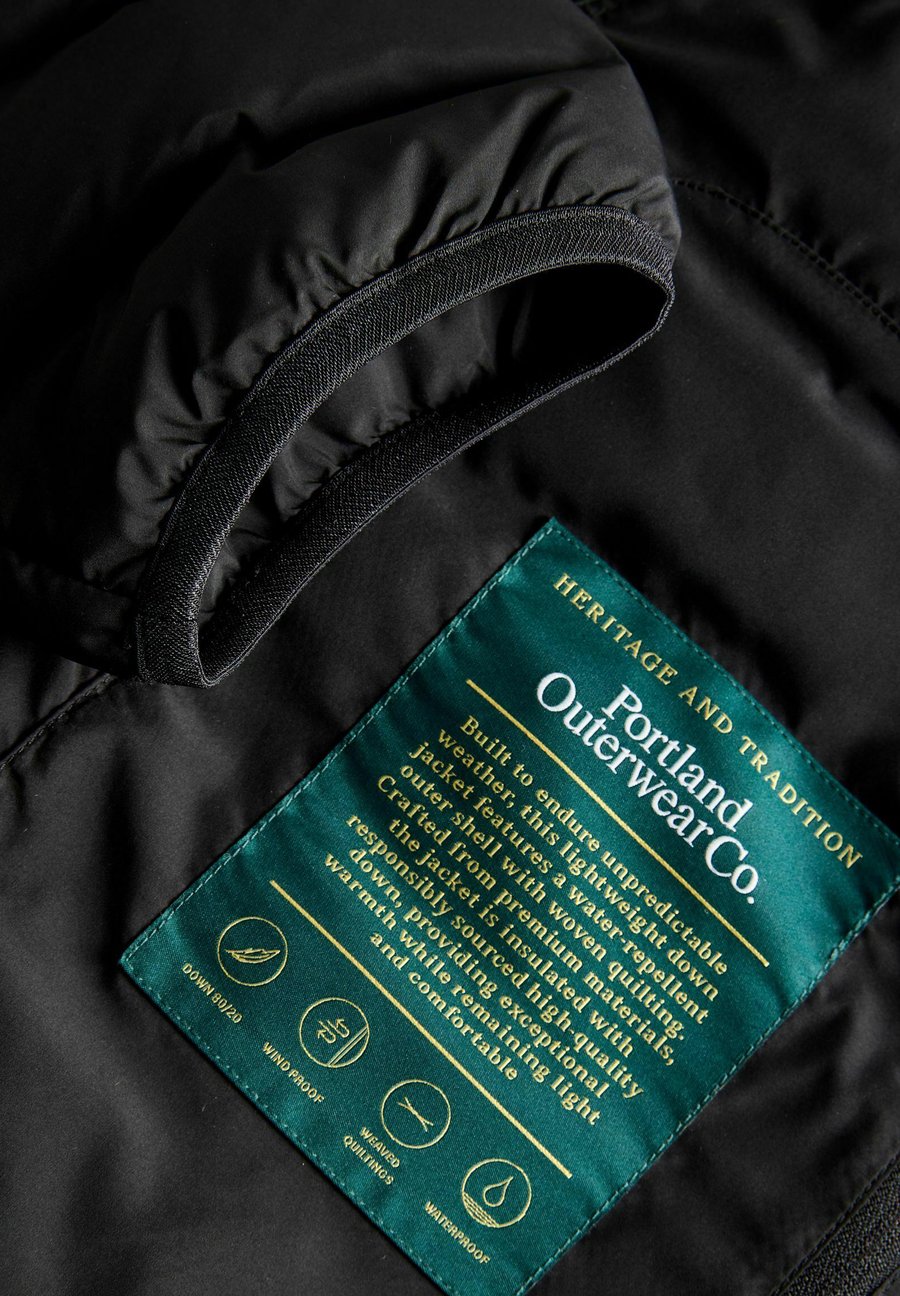 HERITAGE AND TRADITION
Portland
Outerwear Co.
Built to endure unpredictable
weather, this lightweight down
jacket features a water-repellent
outer shell with woven quilting.
Crafted from premium materials,
the jacket is insulated with
responsibly sourced high-quality
down, providing exceptional
warmth while remaining light
and comfortable
DOWN 80/20
WIND PROOF
WEAVED
QUILTINGS
WATERPROOF